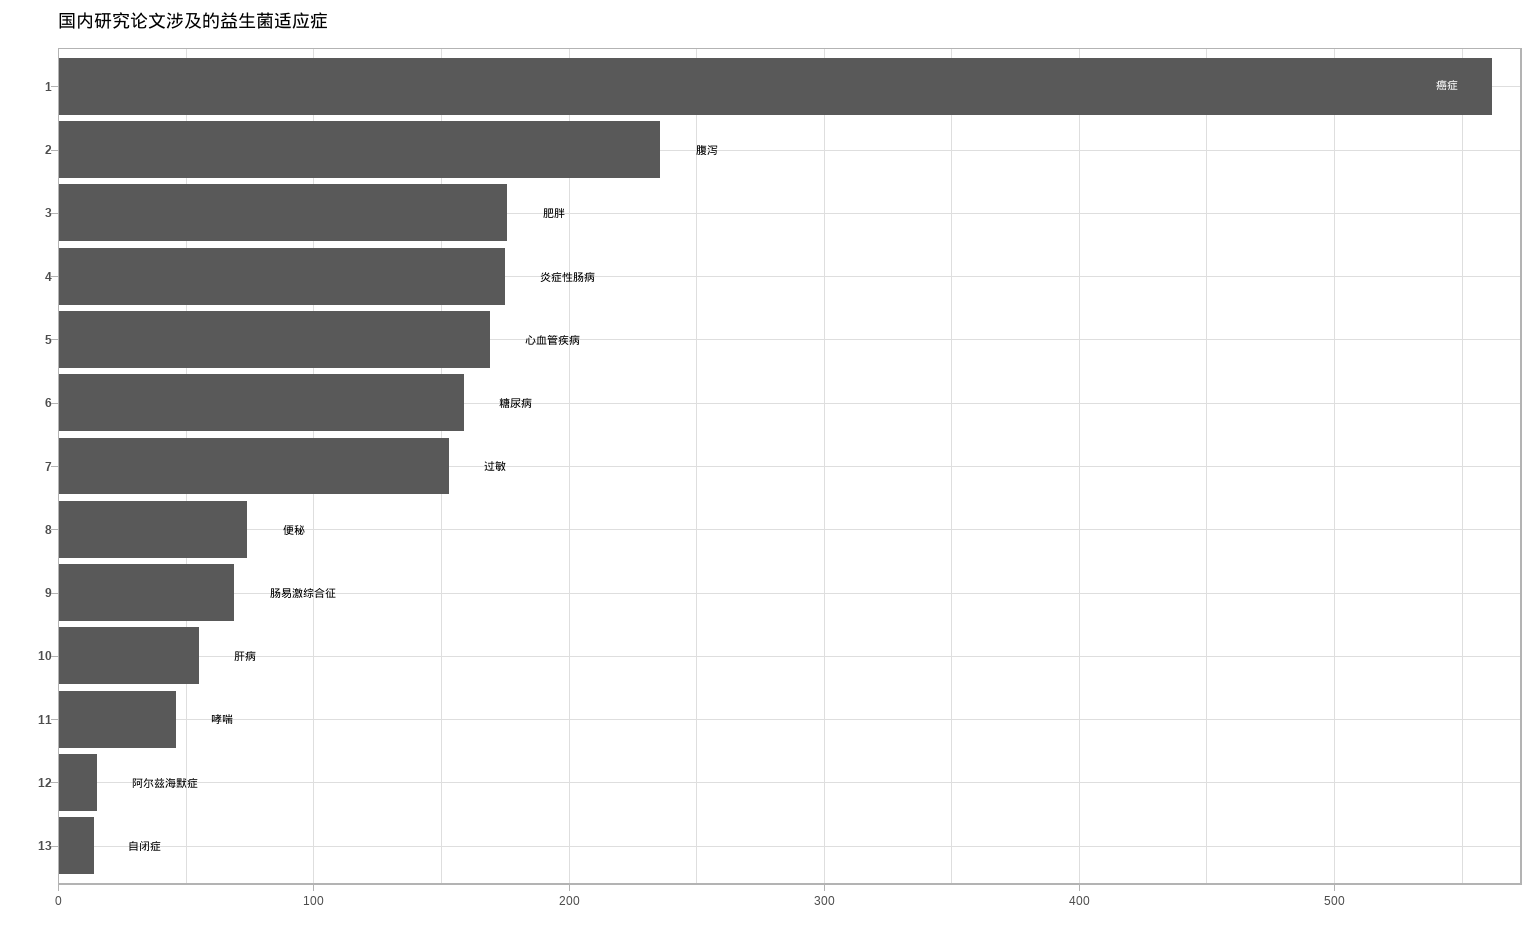 国内研究论文涉及的益生菌适应症
1 癌症
2 腹泻
3 肥胖
4 炎症性肠病
5 心血管疾病
6 糖尿病
7 过敏
8 便秘
9 肠易激综合征
10 肝病
11 哮喘
12 阿尔兹海默症
13 自闭症
0 100 200 300 400 500